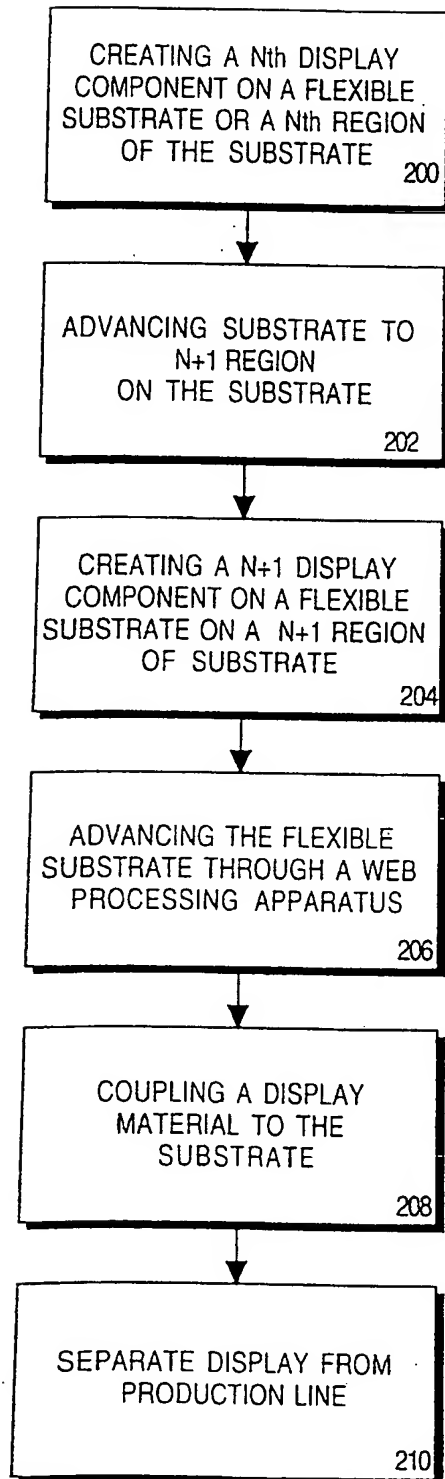 CREATING A Nth DISPLAY
COMPONENT ON A FLEXIBLE
SUBSTRATE OR A Nth REGION
OF THE SUBSTRATE
200
ADVANCING SUBSTRATE TO
N+1 REGION
ON THE SUBSTRATE
202
CREATING A N+1 DISPLAY
COMPONENT ON A FLEXIBLE
SUBSTRATE ON A N+1 REGION
OF SUBSTRATE
204
ADVANCING THE FLEXIBLE
SUBSTRATE THROUGH A WEB
PROCESSING APPARATUS
206
COUPLING A DISPLAY
MATERIAL TO THE
SUBSTRATE
208
SEPARATE DISPLAY FROM
PRODUCTION LINE
210